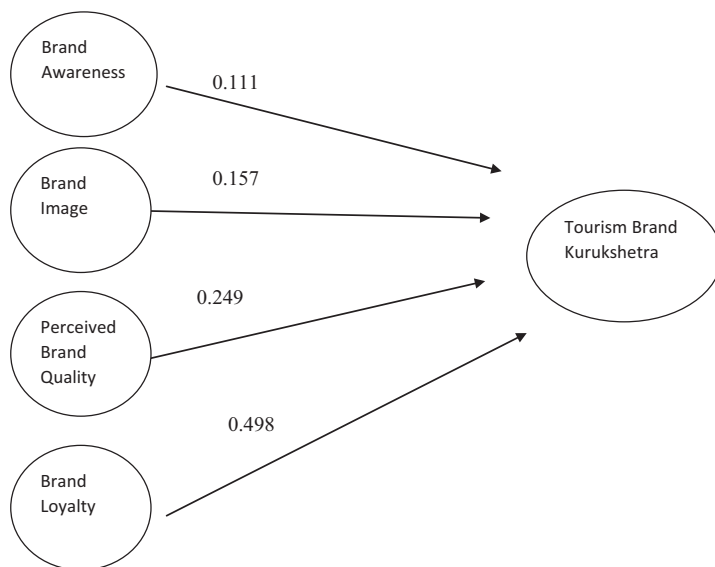 Brand
Awareness
0.111
Brand
Image
0.157
Tourism Brand
Kurukshetra
Perceived
Brand
Quality
0.249
Brand
Loyalty
0.498